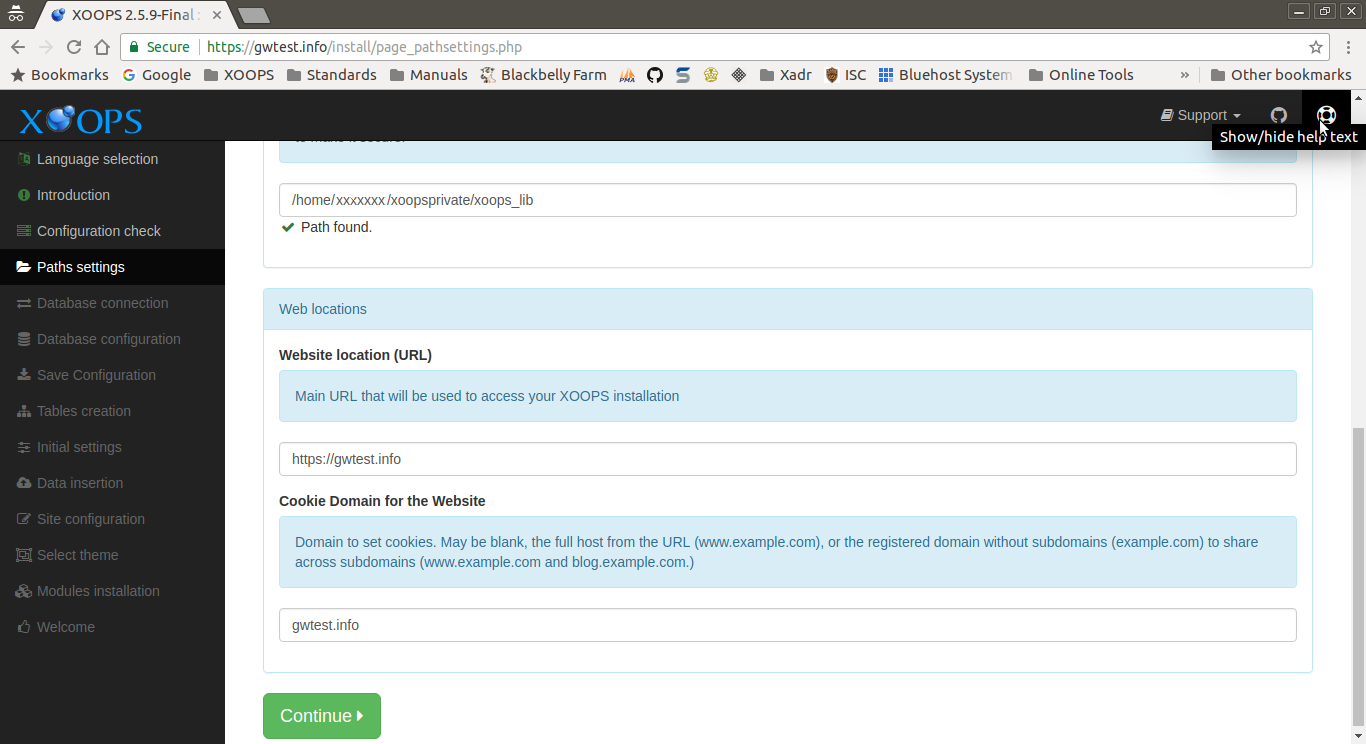 XOOPS 2.5.9-Final :
Secure https://gwtest.info/install/page_pathsettings.php
Bookmarks Google XOOPS Standards Manuals Blackbelly Farm PMA Xadr ISC Bluehost System Online Tools » Other bookmarks
XOOPS
Support
Show/hide help text
Language selection
Introduction
Configuration check
Paths settings
Database connection
Database configuration
Save Configuration
Tables creation
Initial settings
Data insertion
Site configuration
Select theme
Modules installation
Welcome
to make it secure.
/home/xxxxxxx/xoopsprivate/xoops_lib
Path found.
Web locations
Website location (URL)
Main URL that will be used to access your XOOPS installation
https://gwtest.info
Cookie Domain for the Website
Domain to set cookies. May be blank, the full host from the URL (www.example.com), or the registered domain without subdomains (example.com) to share
across subdomains (www.example.com and blog.example.com.)
gwtest.info
Continue